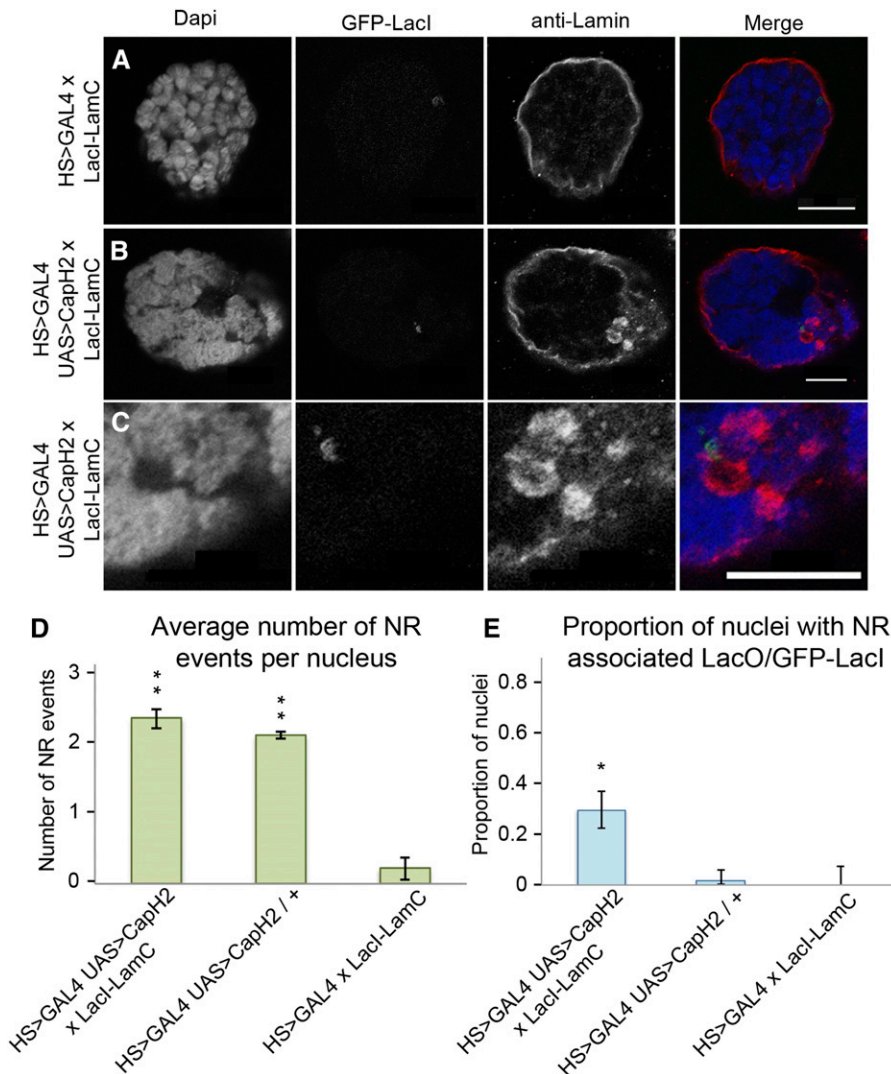 Dapi GFP-LacI anti-Lamin Merge
A
HS>GAL4 x
LacI-LamC
B
HS>GAL4
UAS>CapH2 x
LacI-LamC
C
HS>GAL4
UAS>CapH2 x
LacI-LamC
D
Average number of NR
events per nucleus
Number of NR events
3
2
1
0
**
**
HS>GAL4 UAS>CapH2
x LacI-LamC
HS>GAL4 UAS>CapH2 / +
HS>GAL4 x LacI-LamC
E
Proportion of nuclei with NR
associated LacO/GFP-LacI
Proportion of nuclei
0.8
0.4
0.2
0
*
HS>GAL4 UAS>CapH2
x LacI-LamC
HS>GAL4 UAS>CapH2 / +
HS>GAL4 x LacI-LamC